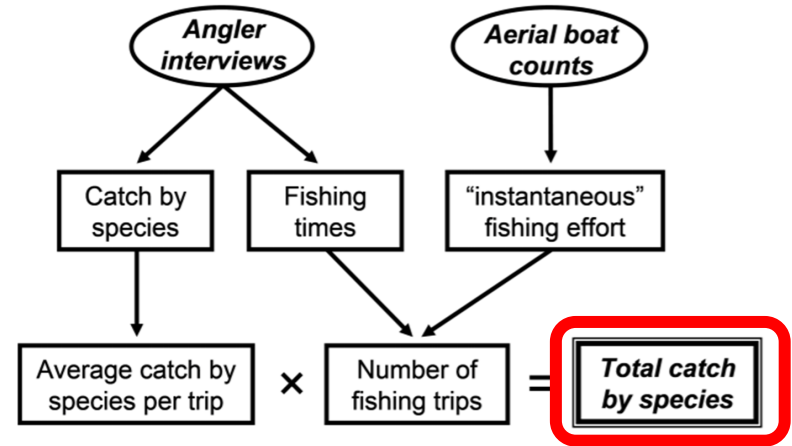 Angler
interviews
Aerial boat
counts
Catch by
species
Fishing
times
“instantaneous”
fishing effort
Average catch by
species per trip
×
Number of
fishing trips
=
Total catch
by species